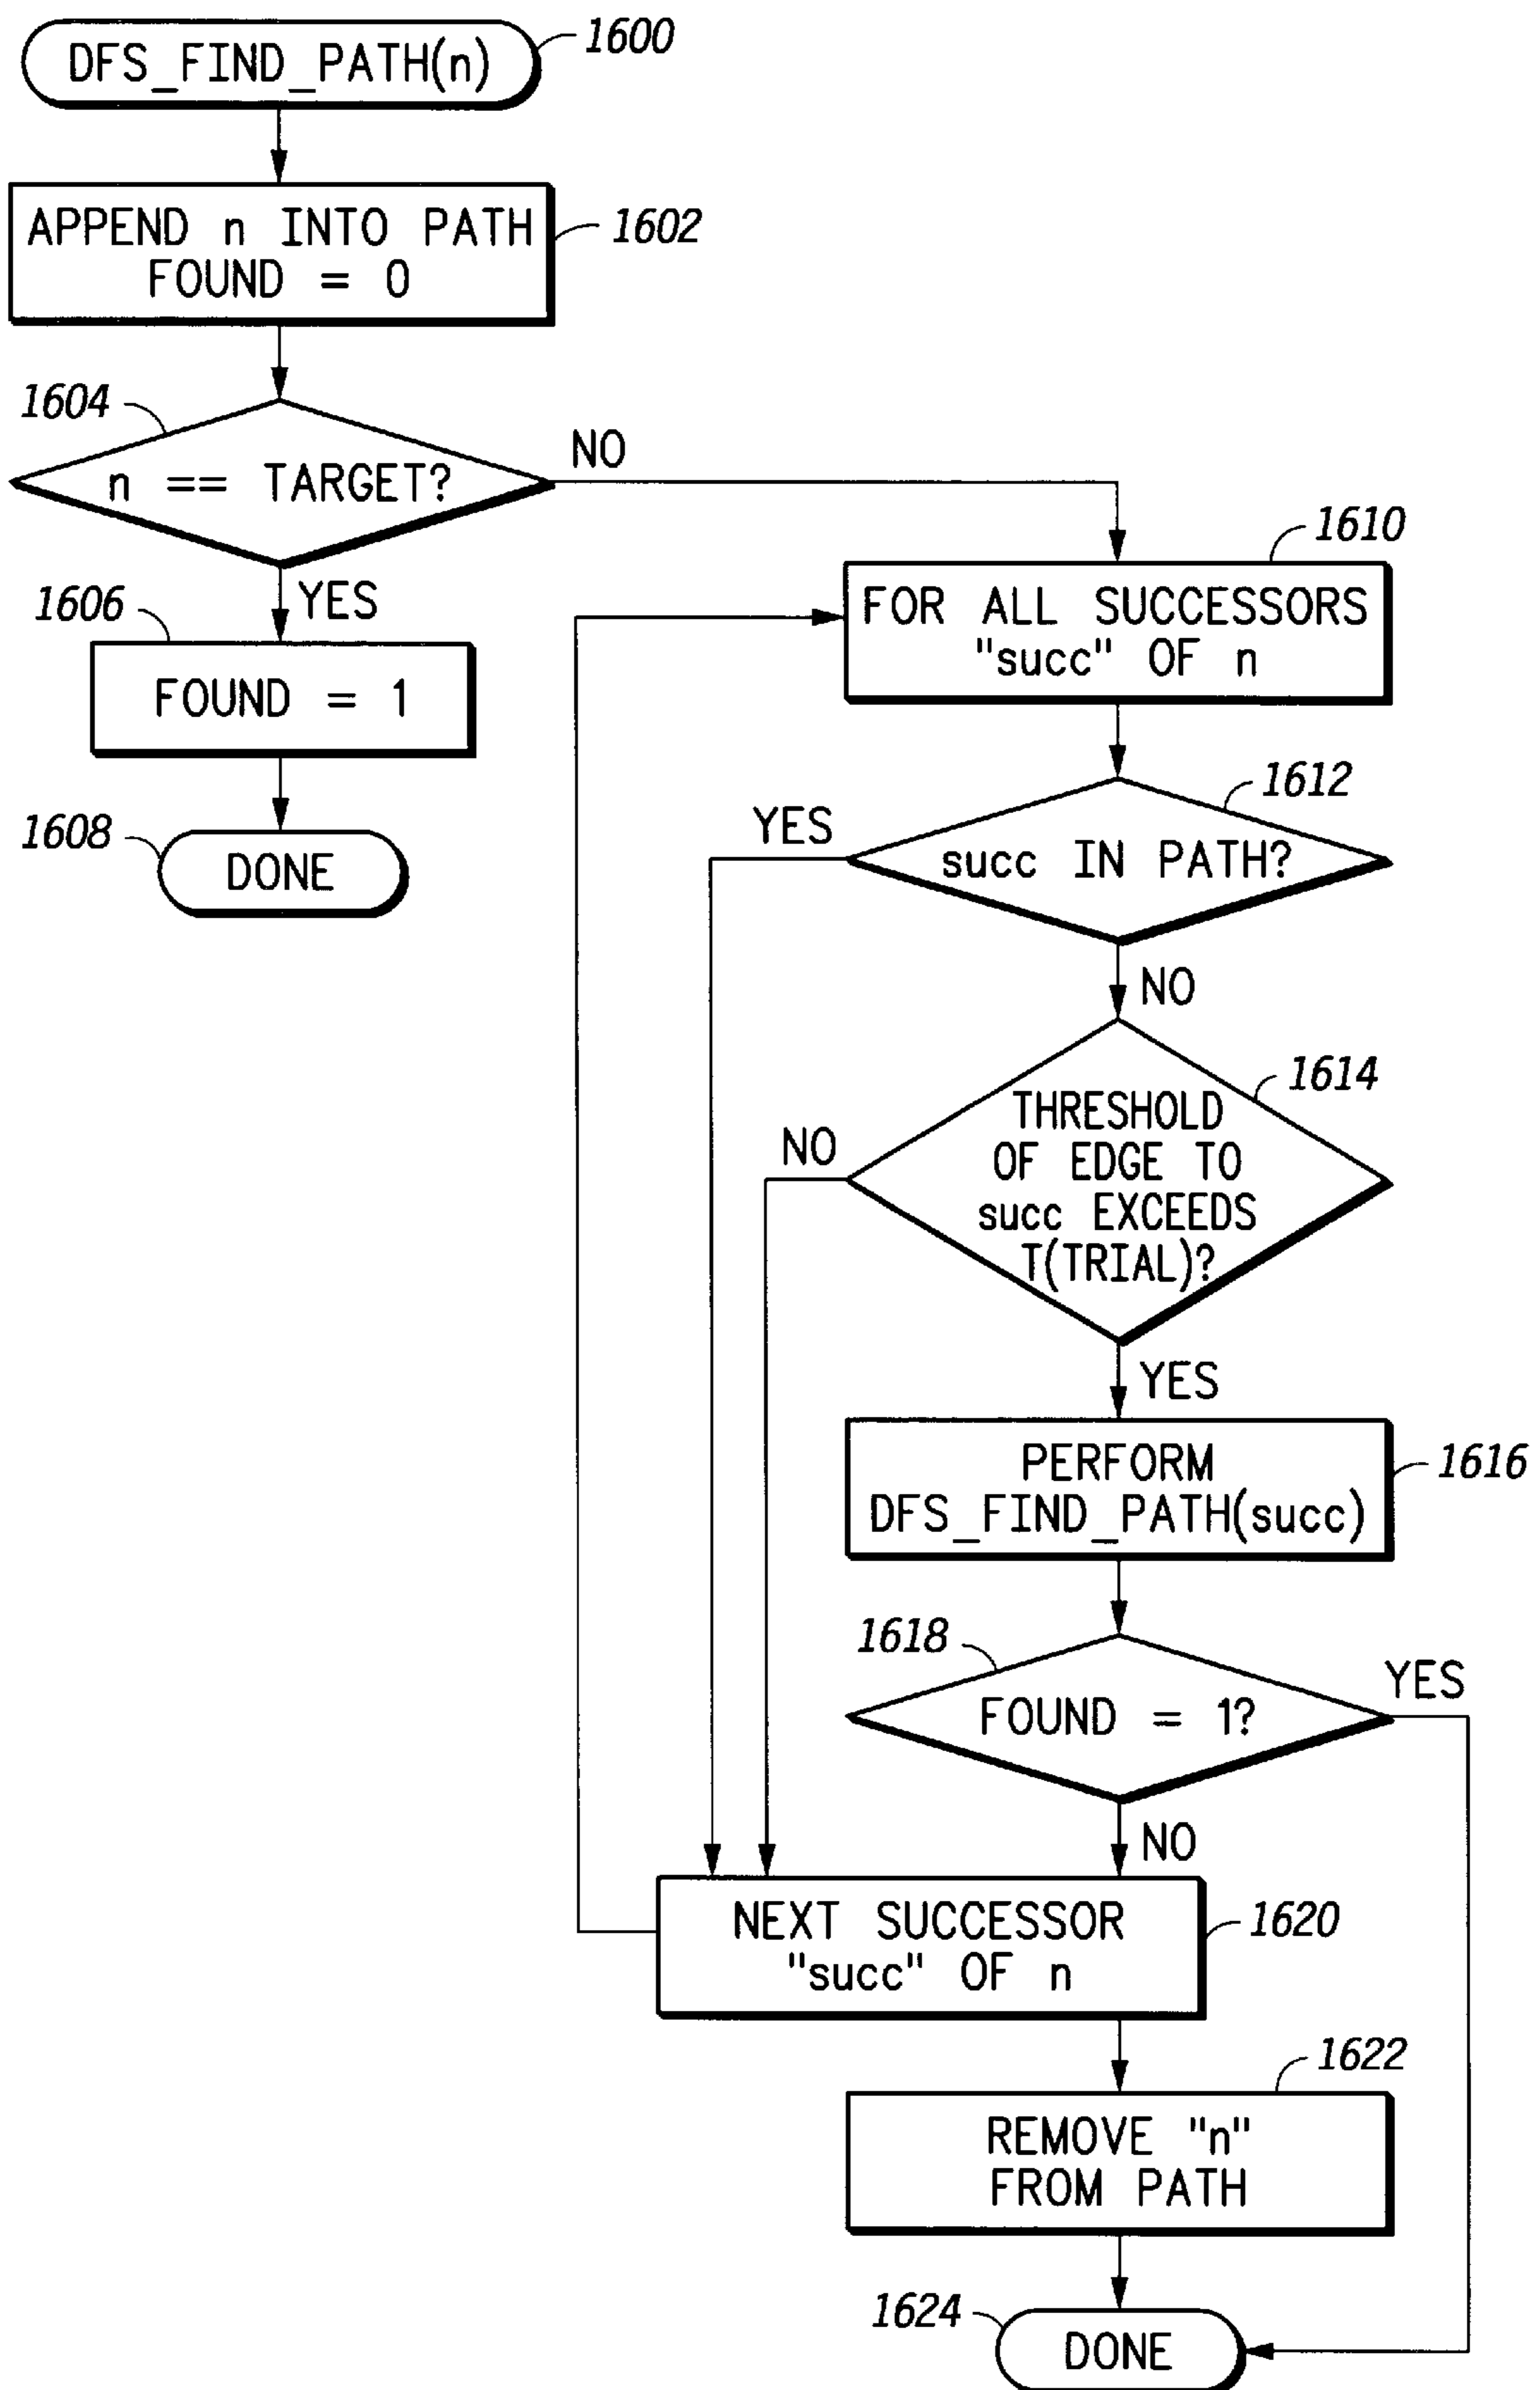 DFS_FIND_PATH(n)
1600
APPEND n INTO PATH
FOUND = 0
1602
1604
n == TARGET?
NO
YES
1606
FOUND = 1
1608
DONE
1610
FOR ALL SUCCESSORS
"succ" OF n
1612
YES
succ IN PATH?
NO
1614
THRESHOLD
OF EDGE TO
succ EXCEEDS
T(TRIAL)?
NO
YES
PERFORM
DFS_FIND_PATH(succ)
1616
1618
FOUND = 1?
YES
NO
NEXT SUCCESSOR
"succ" OF n
1620
1622
REMOVE "n"
FROM PATH
1624
DONE